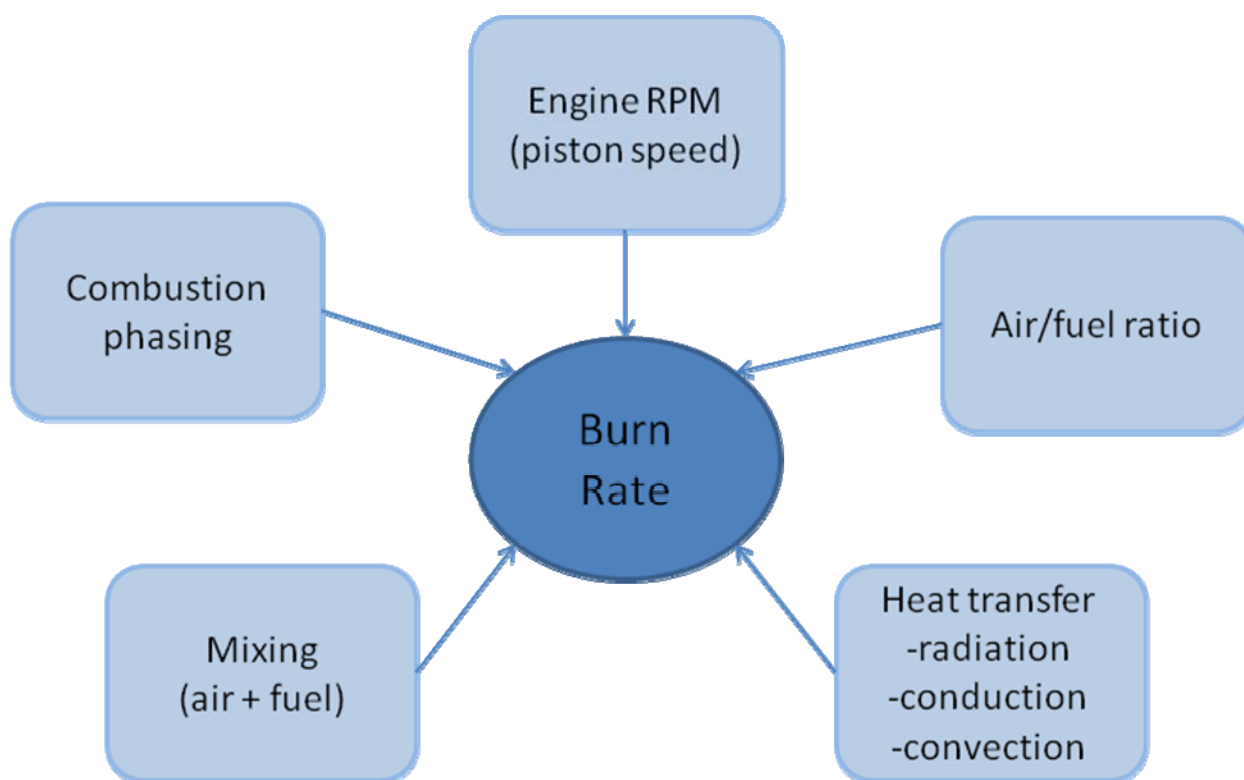 Engine RPM
(piston speed)
Combustion
phasing
Air/fuel ratio
Burn
Rate
Mixing
(air + fuel)
Heat transfer
-radiation
-conduction
-convection